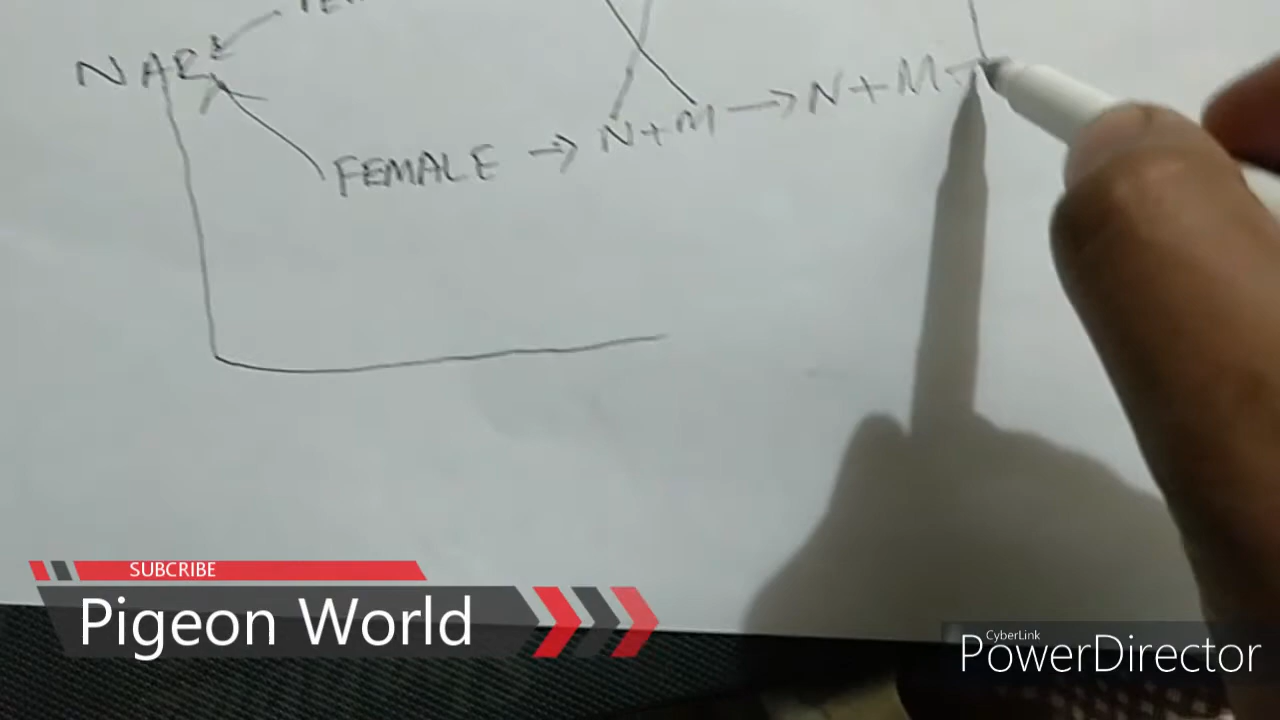 NAR
FEMALE → N+M → N+M →
SUBCRIBE
Pigeon World
CyberLink
PowerDirector